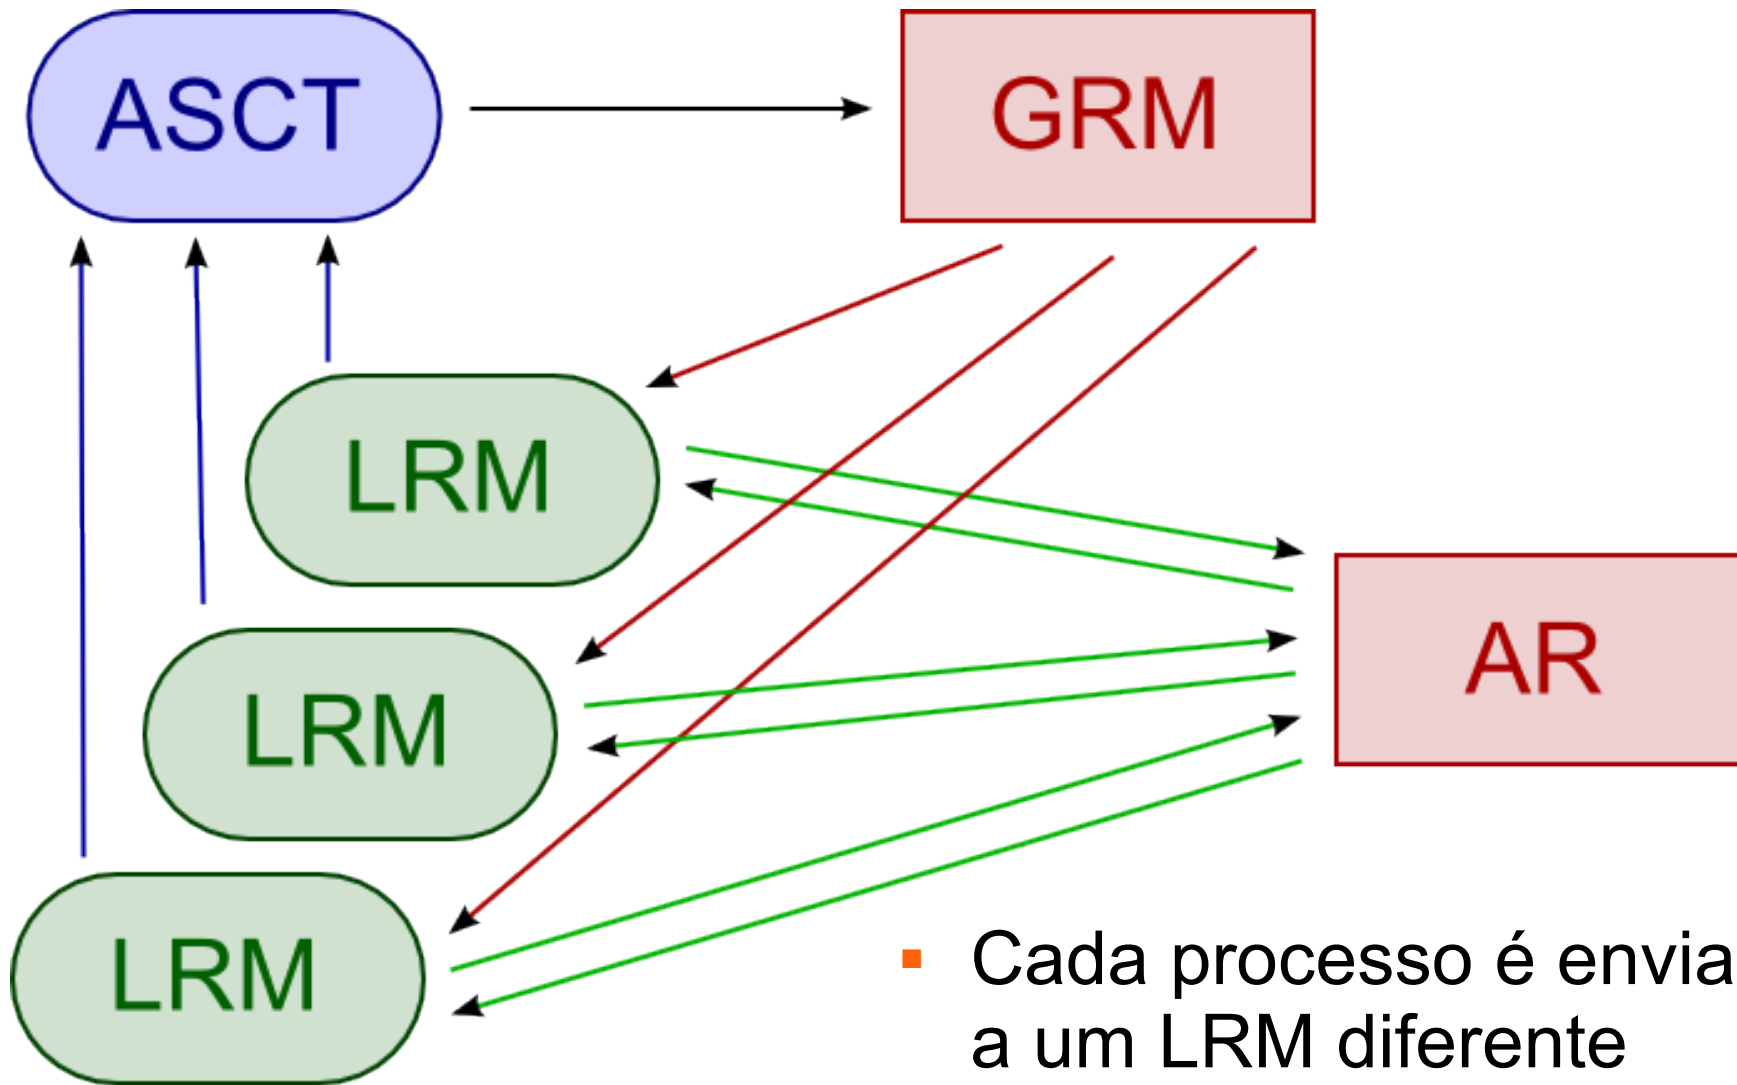 ASCT
GRM
LRM
LRM
AR
LRM
Cada processo é envia
a um LRM diferente